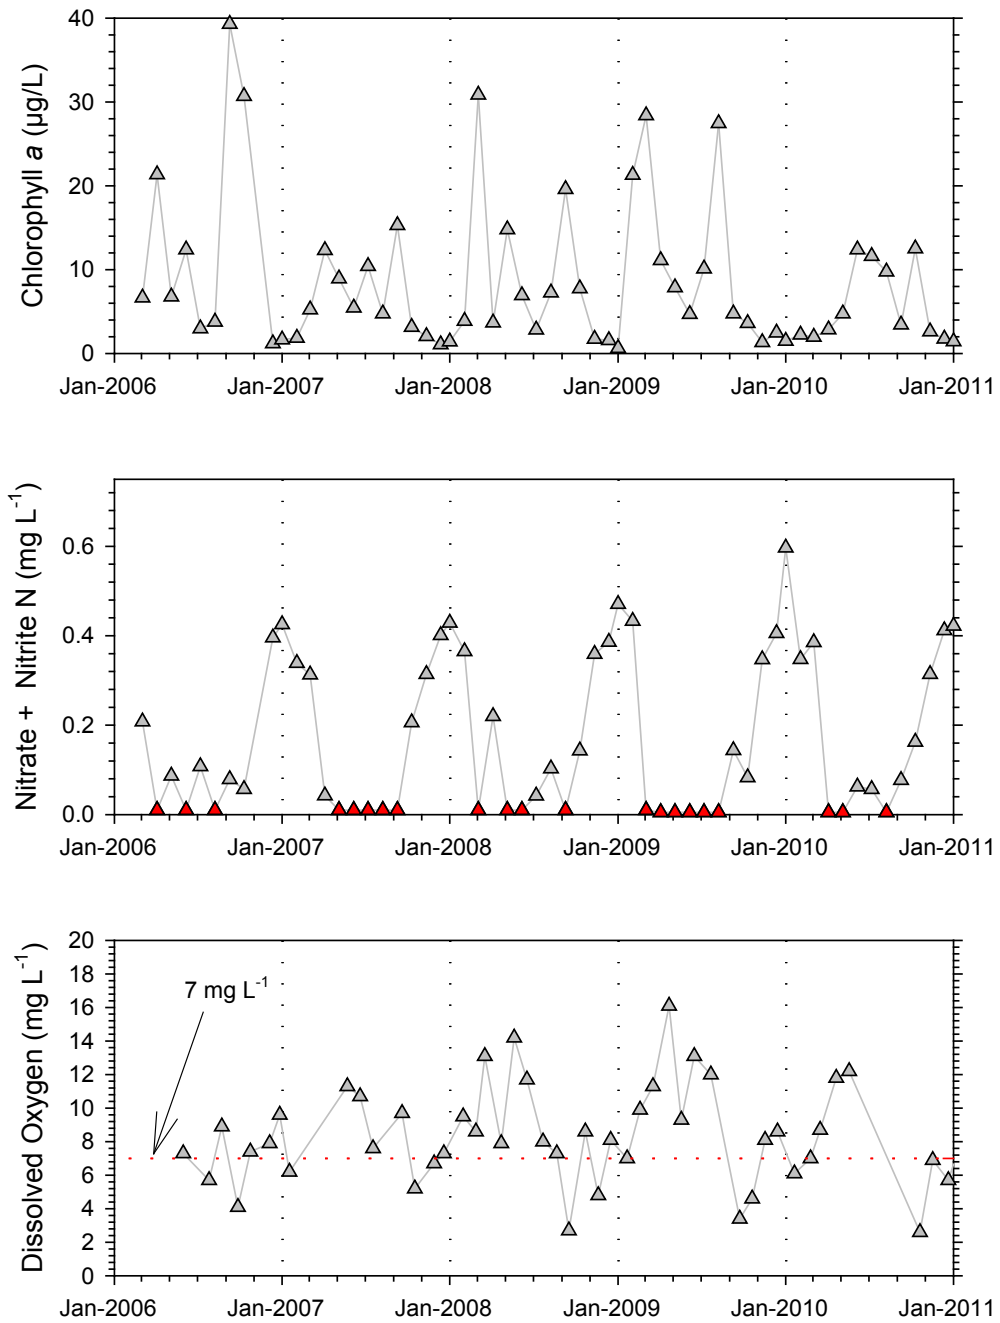 Chlorophyll a (µg/L)
40
30
20
10
0
Jan-2006 Jan-2007 Jan-2008 Jan-2009 Jan-2010 Jan-2011
Nitrate + Nitrite N (mg L-1)
0.6
0.4
0.2
0.0
Jan-2006 Jan-2007 Jan-2008 Jan-2009 Jan-2010 Jan-2011
Dissolved Oxygen (mg L-1)
20
18
16
14
12
10
8
6
4
2
0
7 mg L-1
Jan-2006 Jan-2007 Jan-2008 Jan-2009 Jan-2010 Jan-2011